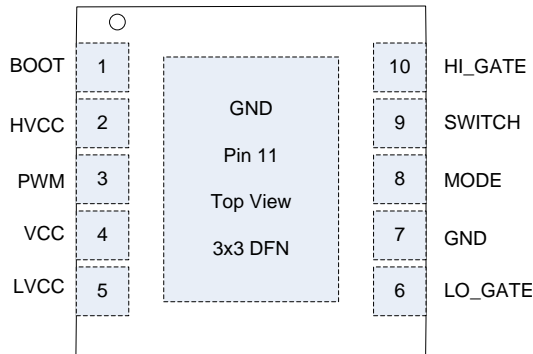 BOOT 1 10 HI_GATE
HVCC 2 GND 9 SWITCH
PWM 3 Pin 11 8 MODE
VCC 4 Top View 7 GND
LVCC 5 3x3 DFN 6 LO_GATE